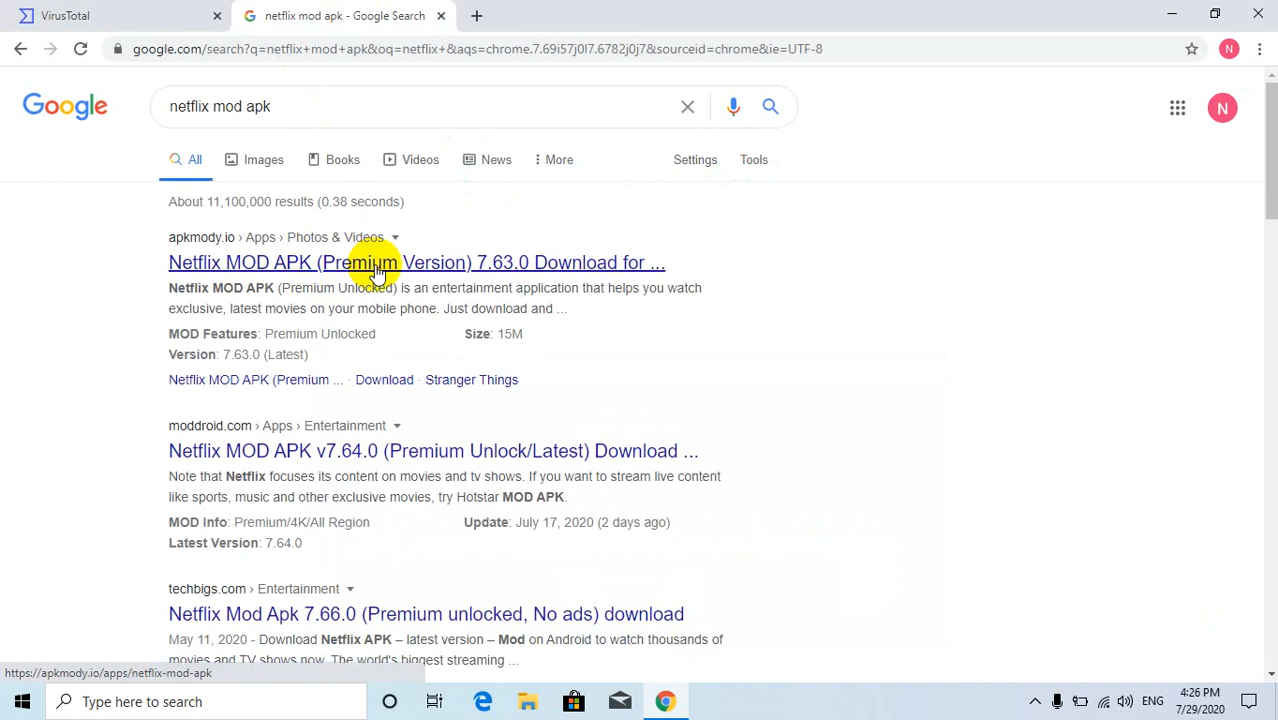 VirusTotal
netflix mod apk - Google Search
google.com/search?q=netflix+mod+apk&oq=netflix+&aqs=chrome.7.69i57j0l7.6782j0j7&sourceid=chrome&ie=UTF-8
N
Google
netflix mod apk
N
All Images Books Videos News More Settings Tools
About 11,100,000 results (0.38 seconds)
apkmody.io › Apps › Photos & Videos
Netflix MOD APK (Premium Version) 7.63.0 Download for ...
Netflix MOD APK (Premium Unlocked) is an entertainment application that helps you watch
exclusive, latest movies on your mobile phone. Just download and ...
MOD Features: Premium Unlocked Size: 15M
Version: 7.63.0 (Latest)
Netflix MOD APK (Premium ... · Download · Stranger Things
moddroid.com › Apps › Entertainment
Netflix MOD APK v7.64.0 (Premium Unlock/Latest) Download ...
Note that Netflix focuses its content on movies and tv shows. If you want to stream live content
like sports, music and other exclusive movies, try Hotstar MOD APK.
MOD Info: Premium/4K/All Region Update: July 17, 2020 (2 days ago)
Latest Version: 7.64.0
techbigs.com › Entertainment
Netflix Mod Apk 7.66.0 (Premium unlocked, No ads) download
May 11, 2020 - Download Netflix APK – latest version – Mod on Android to watch thousands of
movies and TV shows now. The world's biggest streaming ...
https://apkmody.io/apps/netflix-mod-apk
Type here to search
ENG
4:26 PM
7/29/2020